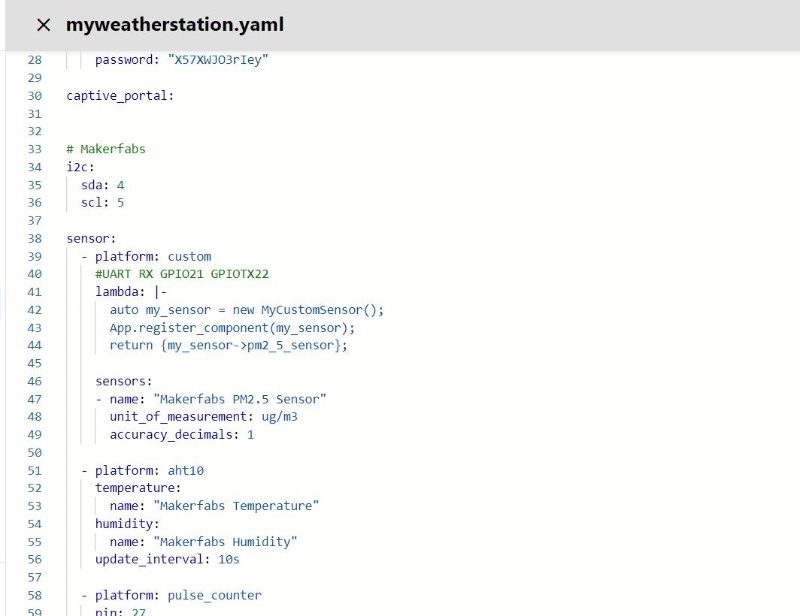 × myweatherstation.yaml
28 password: "X57XWJO3rIey"
29
30 captive_portal:
31
32
33 # Makerfabs
34 i2c:
35 sda: 4
36 scl: 5
37
38 sensor:
39 - platform: custom
40 #UART RX GPIO21 GPIOTX22
41 lambda: |-
42 auto my_sensor = new MyCustomSensor();
43 App.register_component(my_sensor);
44 return {my_sensor->pm2_5_sensor};
45
46 sensors:
47 - name: "Makerfabs PM2.5 Sensor"
48 unit_of_measurement: ug/m3
49 accuracy_decimals: 1
50
51 - platform: aht10
52 temperature:
53 name: "Makerfabs Temperature"
54 humidity:
55 name: "Makerfabs Humidity"
56 update_interval: 10s
57
58 - platform: pulse_counter
59 pin: 27